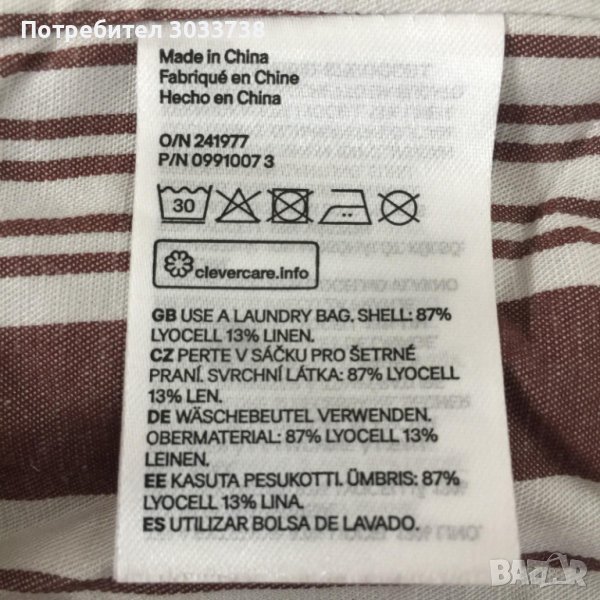 Потребител 3033738
Made in China
Fabriqué en Chine
Hecho en China
O/N 241977
P/N 0991007 3
30
clevercare.info
GB USE A LAUNDRY BAG. SHELL: 87%
LYOCELL 13% LINEN.
CZ PERTE V SÁČKU PRO ŠETRNÉ
PRANÍ. SVRCHNÍ LÁTKA: 87% LYOCELL
13% LEN.
DE WÄSCHEBEUTEL VERWENDEN.
OBERMATERIAL: 87% LYOCELL 13%
LEINEN.
EE KASUTA PESUKOTTI. ÜMBRIS: 87%
LYOCELL 13% LINA.
ES UTILIZAR BOLSA DE LAVADO.
BAZAR